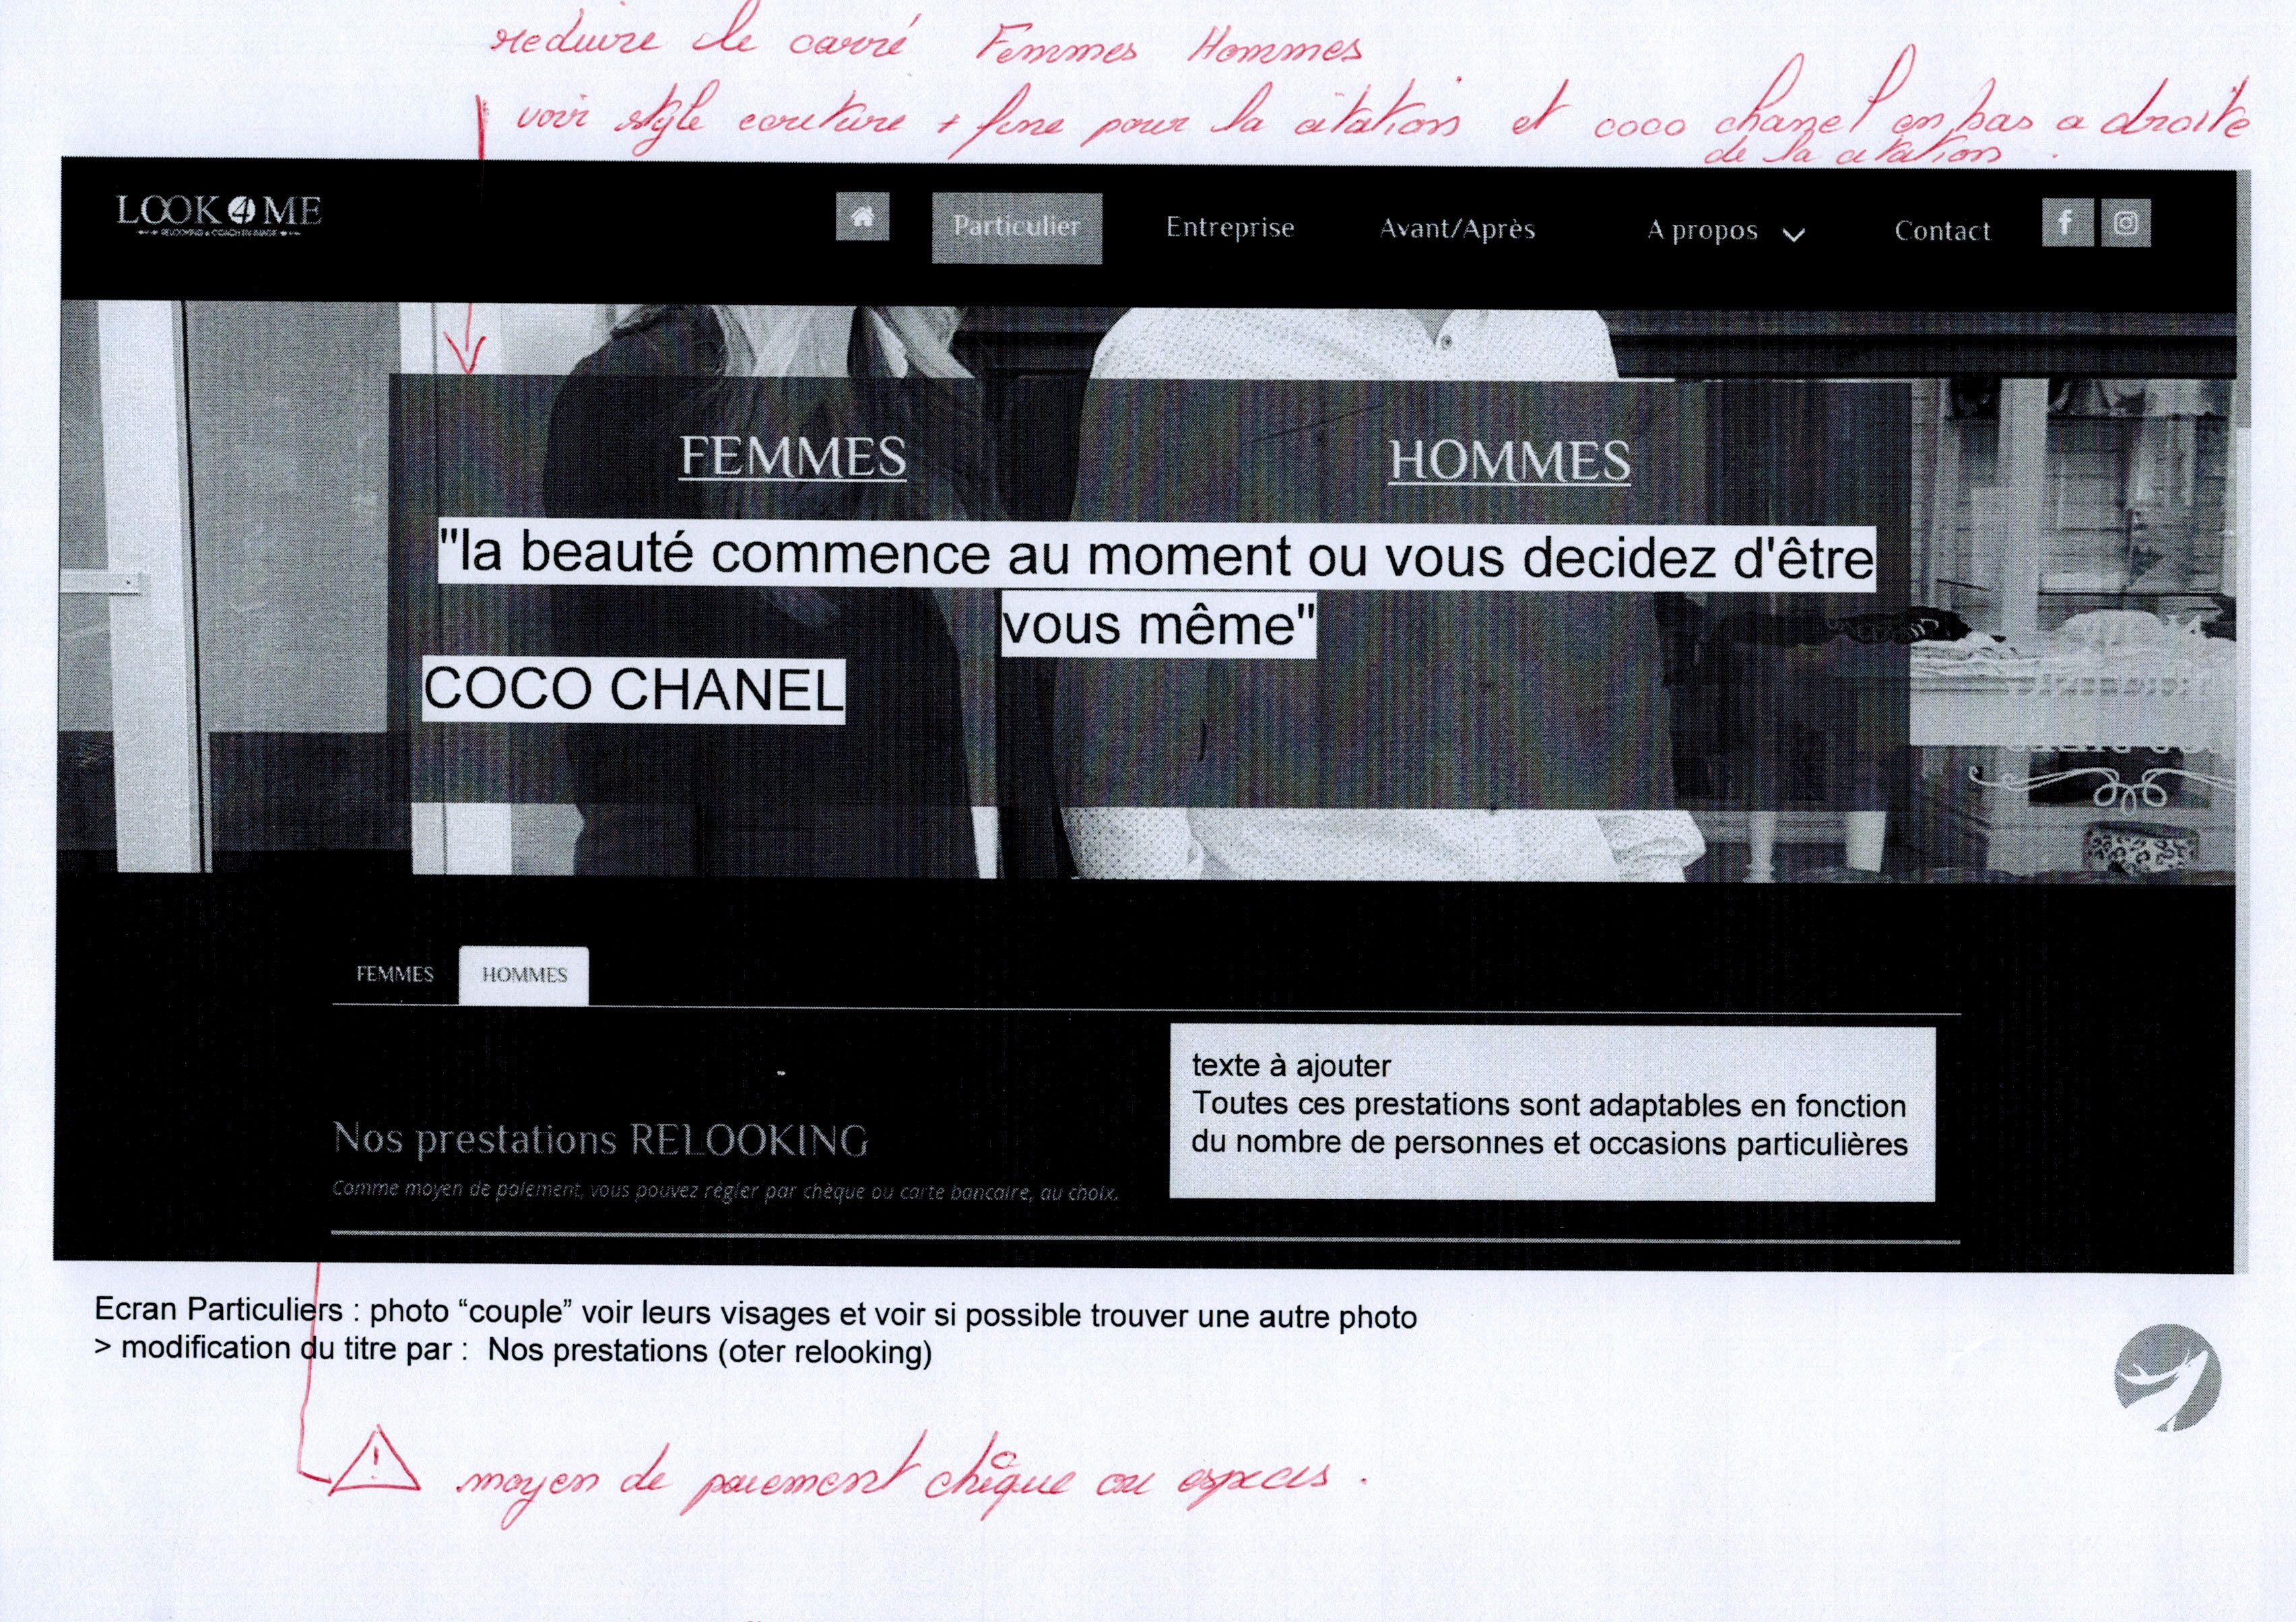 reduire le carré Femmes Hommes
voir style ecriture + fine pour la citation et coco chanel en bas a droite
de la citation.
LOOK4ME
RELOOKING & COACH EN IMAGE
Particulier Entreprise Avant/Après A propos Contact
FEMMES HOMMES
"la beauté commence au moment ou vous decidez d'être
vous même"
COCO CHANEL
FEMMES HOMMES
texte à ajouter
Toutes ces prestations sont adaptables en fonction
du nombre de personnes et occasions particulières
Nos prestations RELOOKING
Comme moyen de paiement, vous pouvez régler par chèque ou carte bancaire, au choix.
Ecran Particuliers : photo “couple” voir leurs visages et voir si possible trouver une autre photo
> modification du titre par : Nos prestations (oter relooking)
! moyen de paiement chèque ou especes.